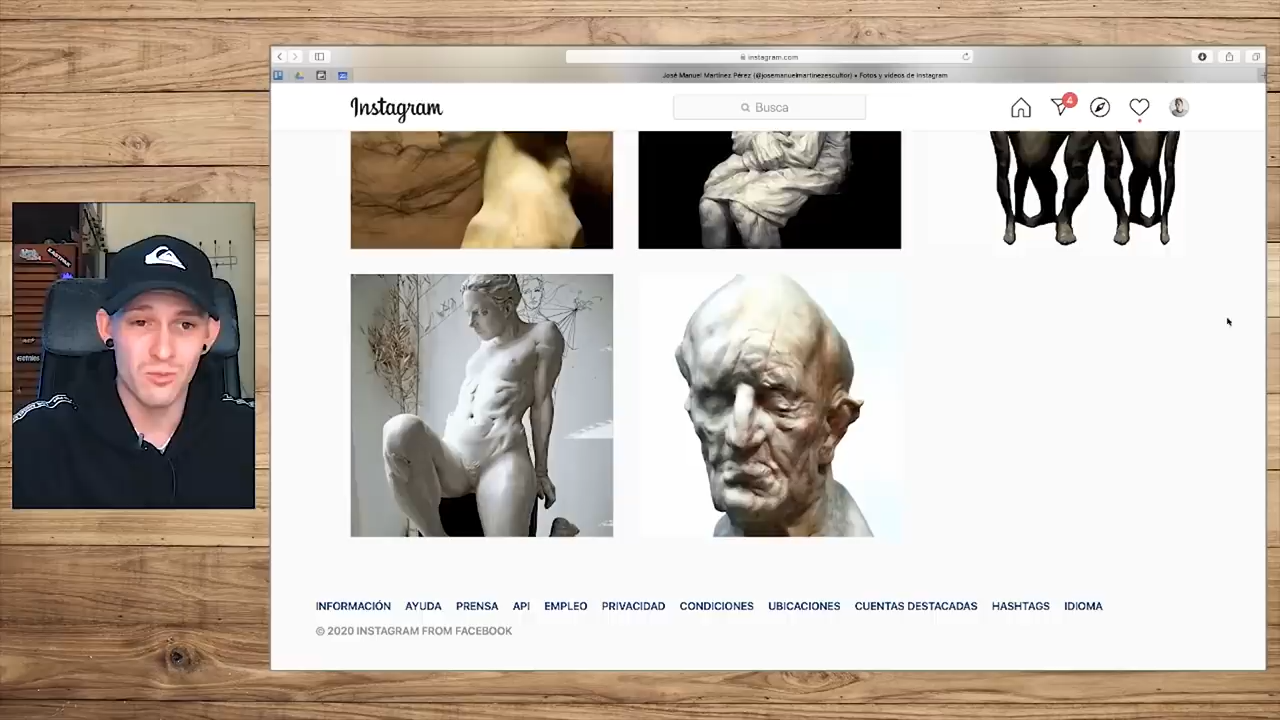 instagram.com
José Manuel Martínez Pérez (@josemanuelmartinezescultor) • Fotos y videos de Instagram
Instagram
Busca
4
INFORMACIÓN AYUDA PRENSA API EMPLEO PRIVACIDAD CONDICIONES UBICACIONES CUENTAS DESTACADAS HASHTAGS IDIOMA
© 2020 INSTAGRAM FROM FACEBOOK